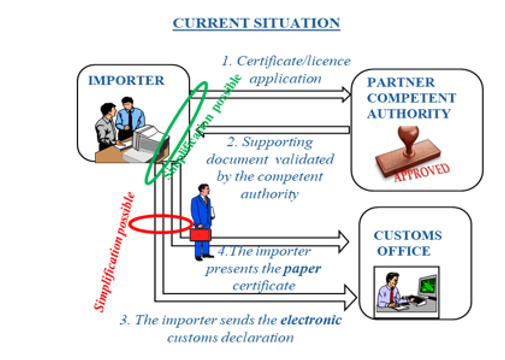 CURRENT SITUATION
1. Certificate/licence
application
IMPORTER
PARTNER
COMPETENT
AUTHORITY
APPROVED
Simplification possible
2. Supporting
document validated
by the competent
authority
Simplification possible
4.The importer
presents the paper
certificate
CUSTOMS
OFFICE
3. The importer sends the electronic
customs declaration